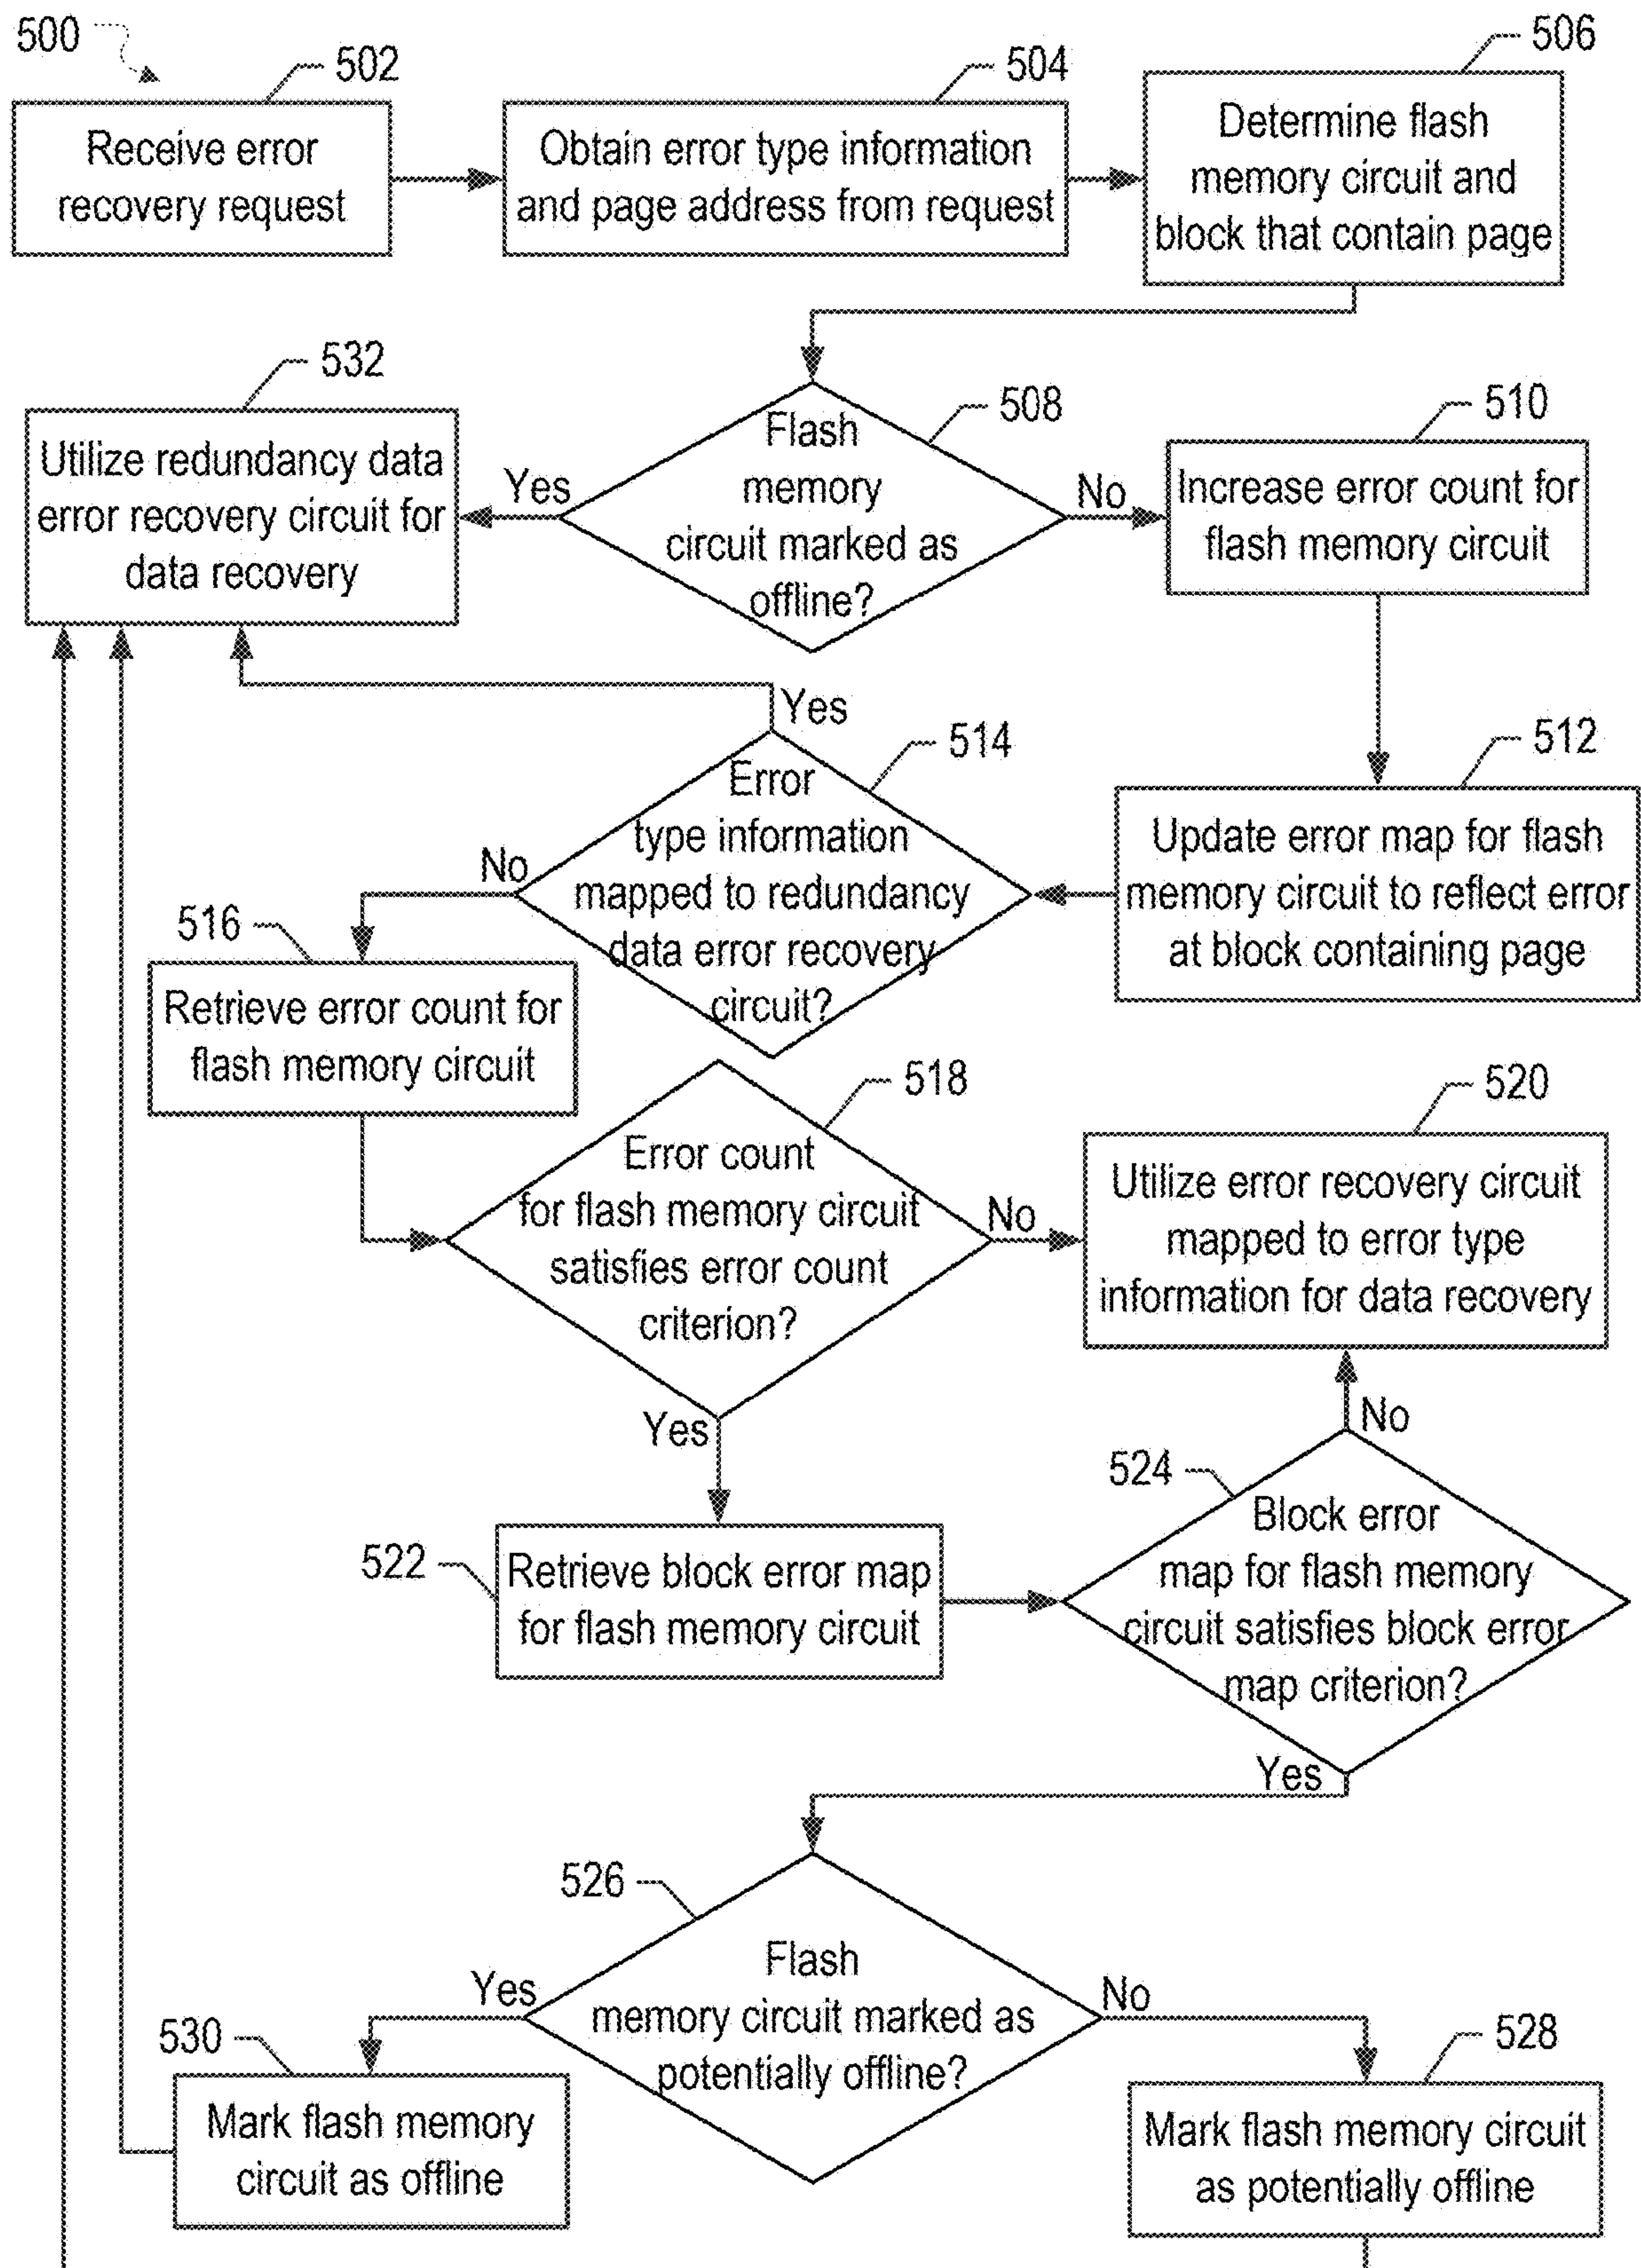 500
502
Receive error
recovery request
504
Obtain error type information
and page address from request
506
Determine flash
memory circuit and
block that contain page
532
Utilize redundancy data
error recovery circuit for
data recovery
Yes
508
Flash
memory
circuit marked as
offline?
No
510
Increase error count for
flash memory circuit
Yes
514
Error
type information
mapped to redundancy
data error recovery
circuit?
No
512
Update error map for flash
memory circuit to reflect error
at block containing page
516
Retrieve error count for
flash memory circuit
518
Error count
for flash memory circuit
satisfies error count
criterion?
No
Yes
520
Utilize error recovery circuit
mapped to error type
information for data recovery
No
522
Retrieve block error map
for flash memory circuit
524
Block error
map for flash memory
circuit satisfies block error
map criterion?
Yes
526
Flash
memory circuit marked as
potentially offline?
Yes
No
530
Mark flash memory
circuit as offline
528
Mark flash memory circuit
as potentially offline